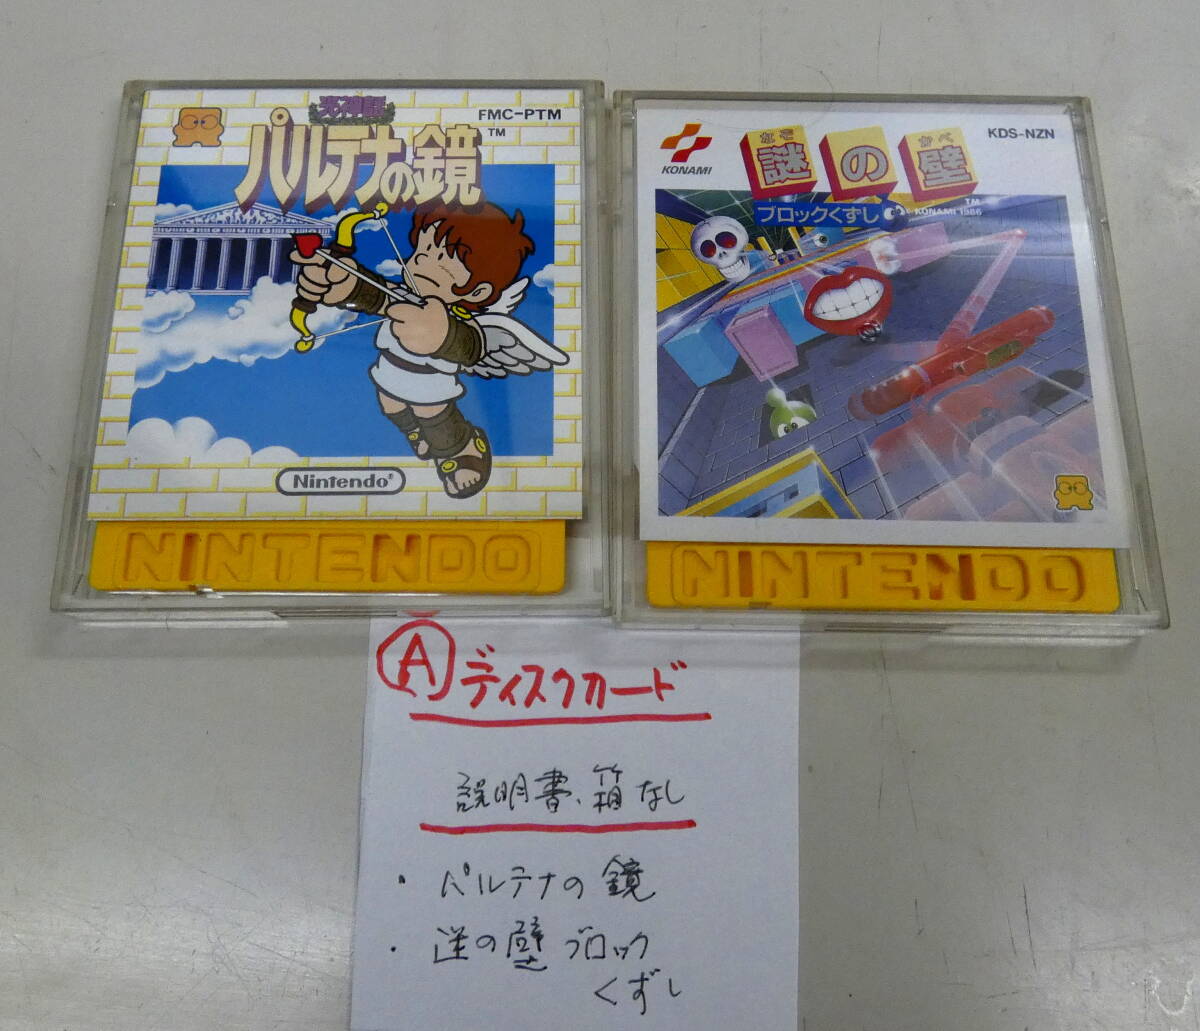 光神話
パルテナの鏡
FMC-PTM
TM
Nintendo®
NINTENDO
KONAMI
なぞ かべ
謎の壁
KDS-NZN
TM
ブロックくずし
© KONAMI 1986
NINTENDO
Ⓐディスクカード
説明書、箱なし
・パルテナの鏡
・迷の壁 ブロック
くずし